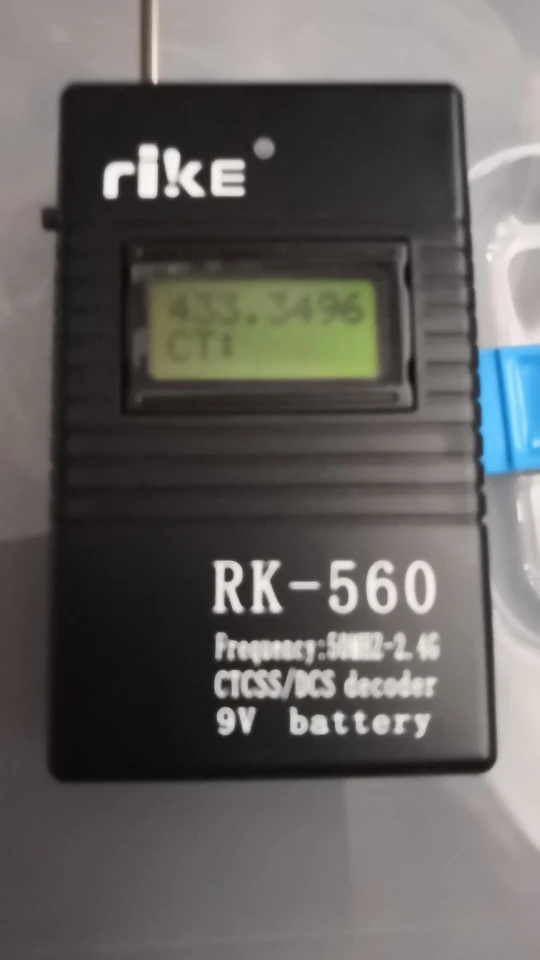 rikE
433.3496
CT:
RK-560
Frequency:50MHZ-2.4G
CTCSS/DCS decoder
9V battery